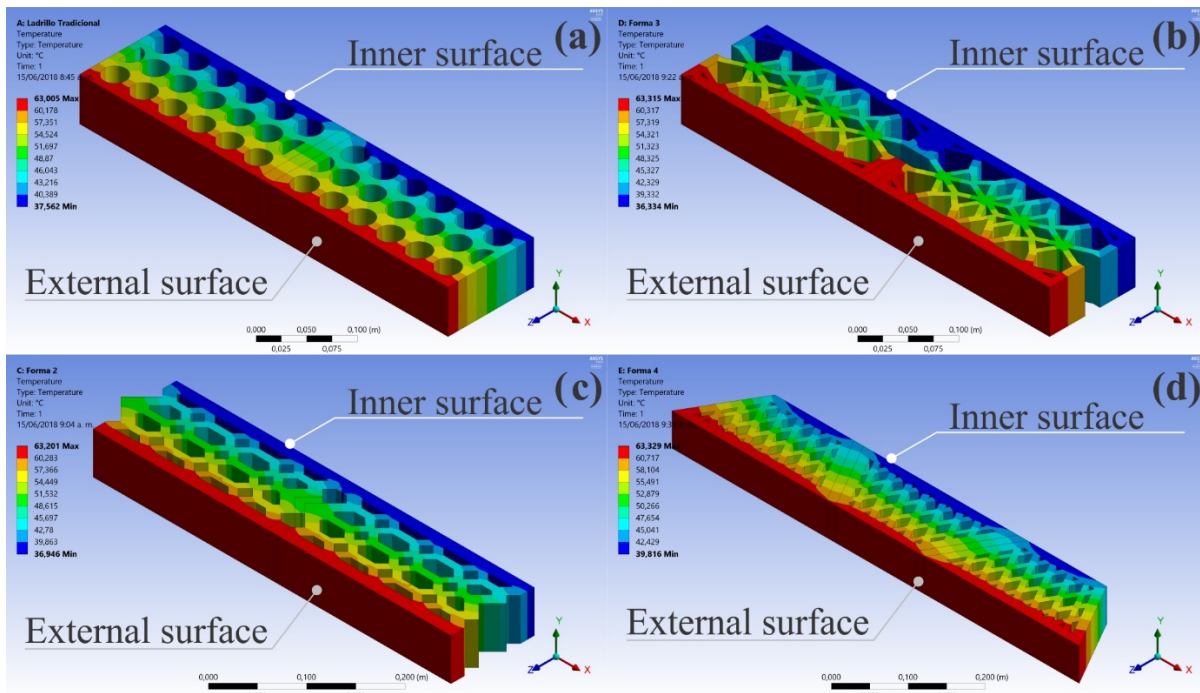 A: Ladrillo Tradicional
Temperature
Type: Temperature
Unit: °C
Time: 1
15/06/2018 8:45 a.
63,005 Max
60,178
57,351
54,524
51,697
48,87
46,043
43,216
40,389
37,562 Min
Inner surface
(a)
External surface
0,000
0,050
0,100 (m)
0,025
0,075
Y
Z
X
D: Forma 3
Temperature
Type: Temperature
Unit: °C
Time: 1
15/06/2018 9:22 a.
63,315 Max
60,317
57,319
54,321
51,323
48,325
45,327
42,329
39,332
36,334 Min
Inner surface
(b)
External surface
0,000
0,050
0,100 (m)
0,025
0,075
Y
Z
X
C: Forma 2
Temperature
Type: Temperature
Unit: °C
Time: 1
15/06/2018 9:04 a. m.
63,201 Max
60,283
57,366
54,449
51,532
48,615
45,697
42,78
39,863
36,946 Min
Inner surface
(c)
External surface
0,000
0,100
0,200 (m)
Y
Z
X
E: Forma 4
Temperature
Type: Temperature
Unit: °C
Time: 1
63,329 Max
60,717
58,104
55,491
52,879
50,266
47,654
45,041
42,429
39,816 Min
Inner surface
(d)
External surface
0,000
0,100
0,200 (m)
Y
Z
X